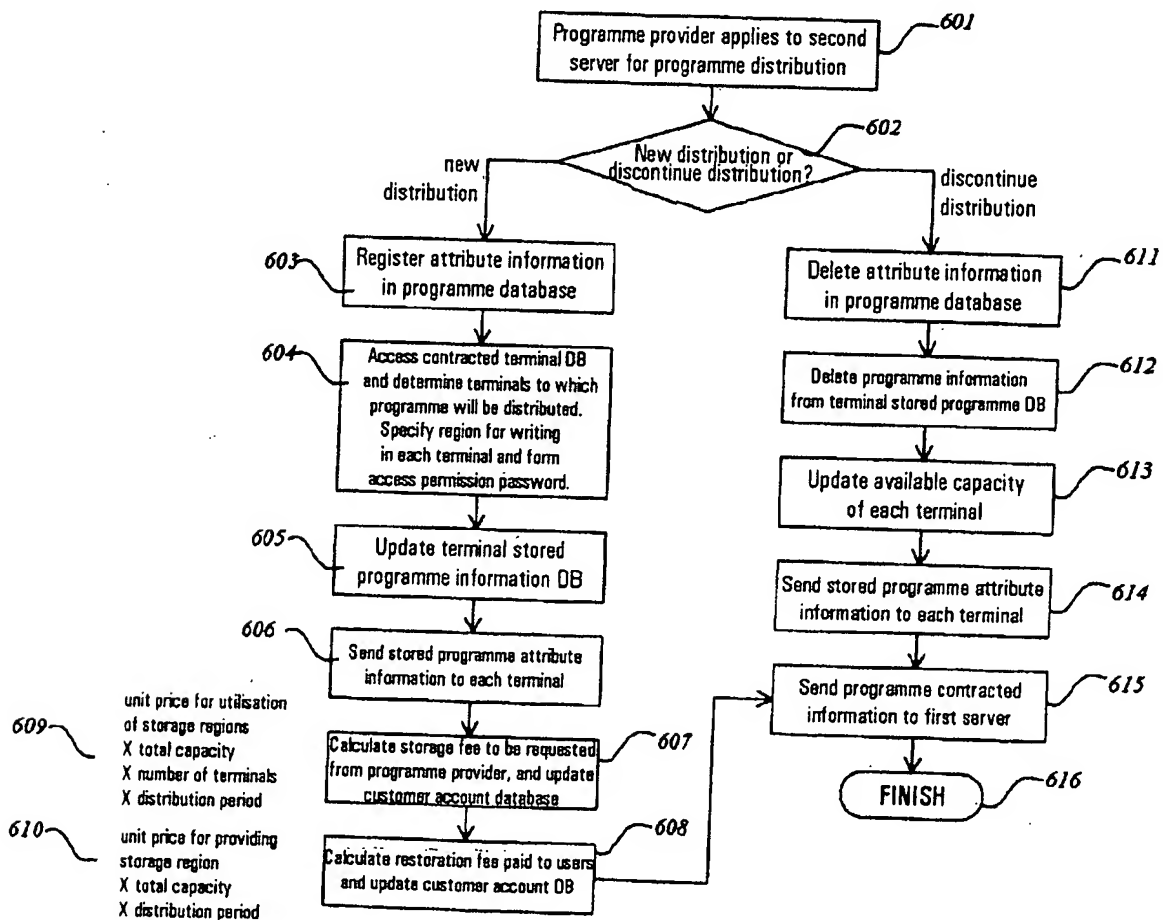 601
Programme provider applies to second
server for programme distribution
602
New distribution or
discontinue distribution?
new
distribution
discontinue
distribution
603
Register attribute information
in programme database
611
Delete attribute information
in programme database
604
Access contracted terminal DB
and determine terminals to which
programme will be distributed.
Specify region for writing
in each terminal and form
access permission password.
612
Delete programme information
from terminal stored programme DB
613
Update available capacity
of each terminal
605
Update terminal stored
programme information DB
614
Send stored programme attribute
information to each terminal
606
Send stored programme attribute
information to each terminal
615
Send programme contracted
information to first server
609
unit price for utilisation
of storage regions
X total capacity
X number of terminals
X distribution period
607
Calculate storage fee to be requested
from programme provider, and update
customer account database
616
FINISH
610
unit price for providing
storage region
X total capacity
X distribution period
608
Calculate restoration fee paid to users
and update customer account DB